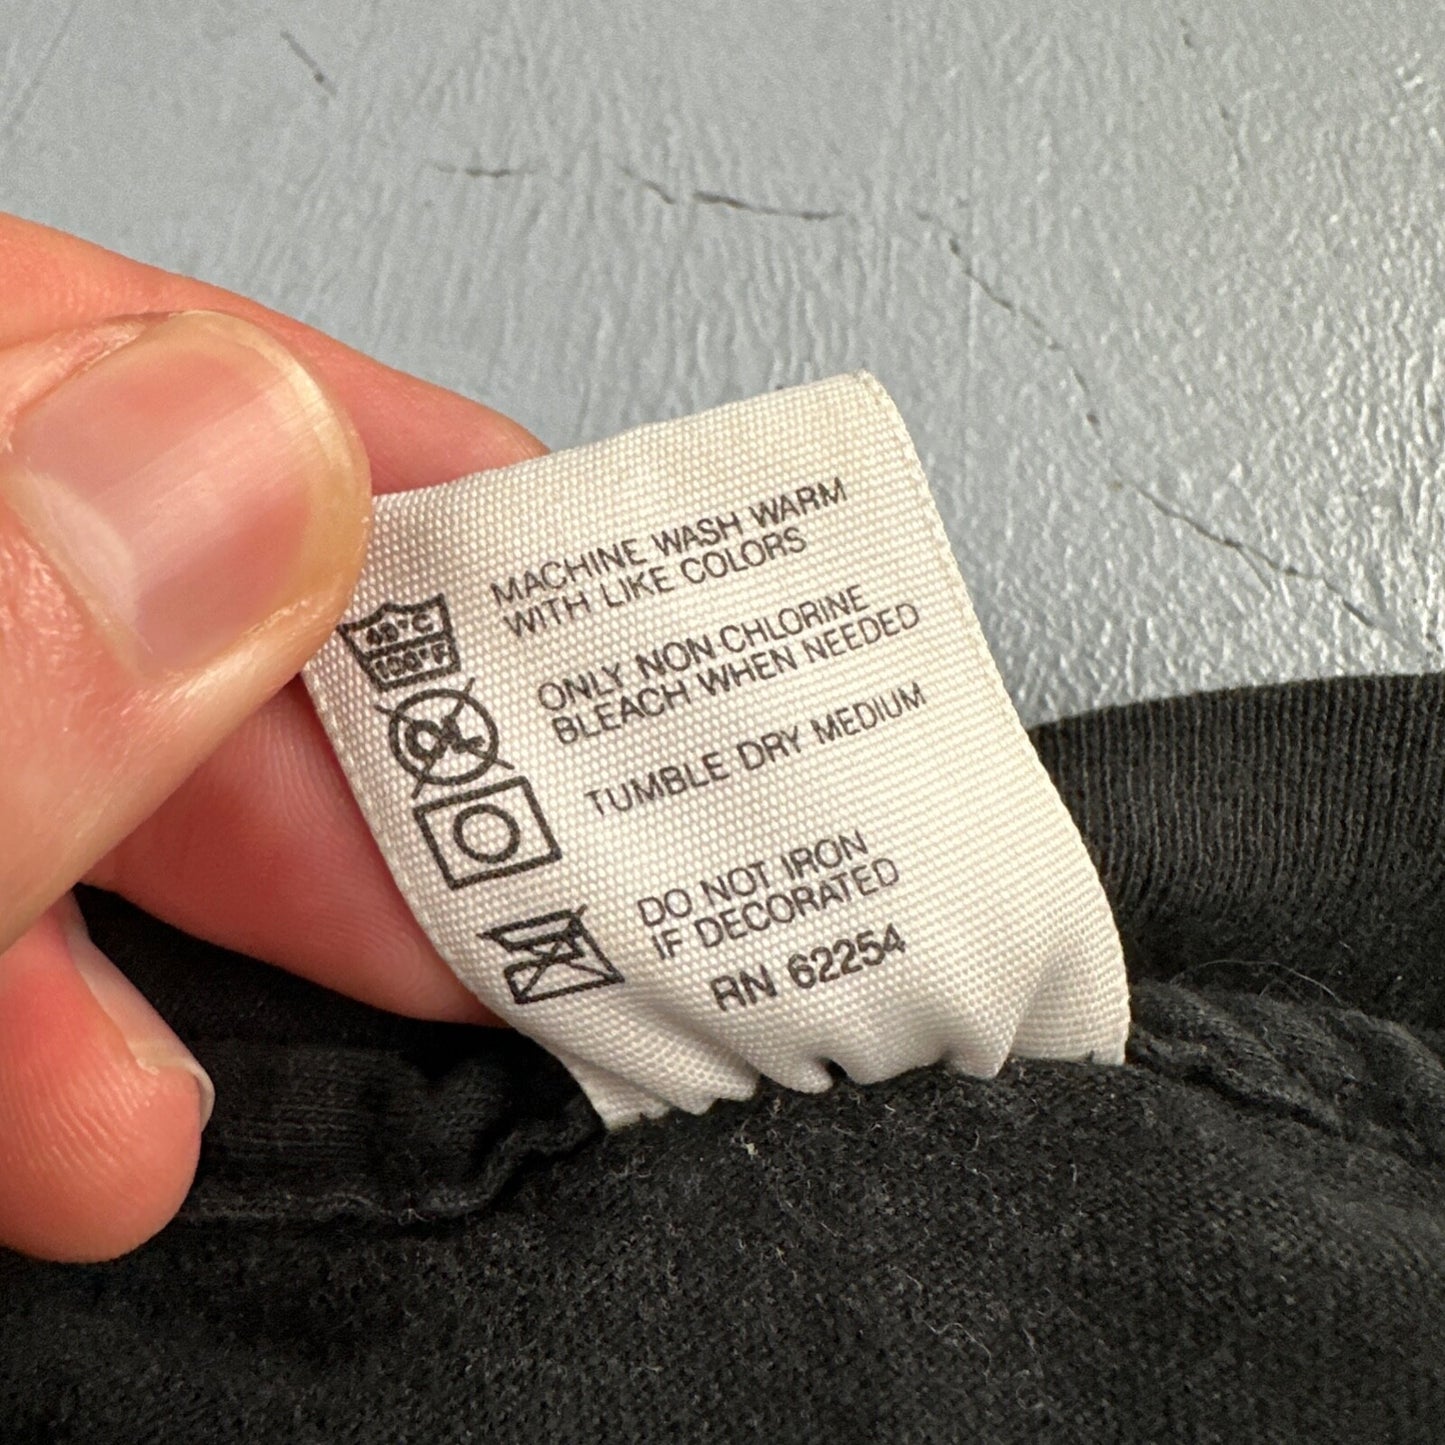 MACHINE WASH WARM
WITH LIKE COLORS
40°C
100°F
ONLY NON-CHLORINE
BLEACH WHEN NEEDED
TUMBLE DRY MEDIUM
DO NOT IRON
IF DECORATED
RN 62254